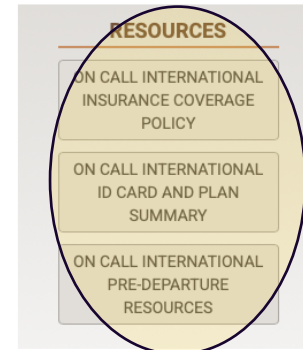 RESOURCES
ON CALL INTERNATIONAL
INSURANCE COVERAGE
POLICY
ON CALL INTERNATIONAL
ID CARD AND PLAN
SUMMARY
ON CALL INTERNATIONAL
PRE-DEPARTURE
RESOURCES